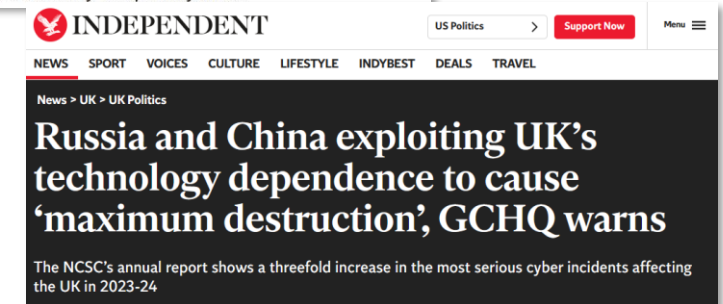 INDEPENDENT
US Politics
Support Now
Menu
NEWS SPORT VOICES CULTURE LIFESTYLE INDYBEST DEALS TRAVEL
News > UK > UK Politics
Russia and China exploiting UK’s
technology dependence to cause
‘maximum destruction’, GCHQ warns
The NCSC’s annual report shows a threefold increase in the most serious cyber incidents affecting
the UK in 2023-24